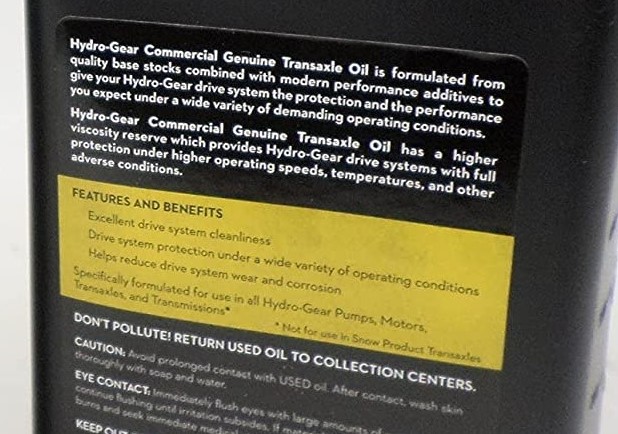 Hydro-Gear Commercial Genuine Transaxle Oil is formulated from
quality base stocks combined with modern performance additives to
give your Hydro-Gear drive system the protection and the performance
you expect under a wide variety of demanding operating conditions.
Hydro-Gear Commercial Genuine Transaxle Oil has a higher
viscosity reserve which provides Hydro-Gear drive systems with full
protection under higher operating speeds, temperatures, and other
adverse conditions.
FEATURES AND BENEFITS
Excellent drive system cleanliness
Drive system protection under a wide variety of operating conditions
Helps reduce drive system wear and corrosion
Specifically formulated for use in all Hydro-Gear Pumps, Motors,
Transaxles, and Transmissions*
* Not for use in Snow Product Transaxles
DON'T POLLUTE! RETURN USED OIL TO COLLECTION CENTERS.
CAUTION: Avoid prolonged contact with USED oil. After contact, wash skin
thoroughly with soap and water.
EYE CONTACT: Immediately flush eyes with large amounts of
continue flushing until irritation subsides. If
burns and seek immediate
KEEP OUT